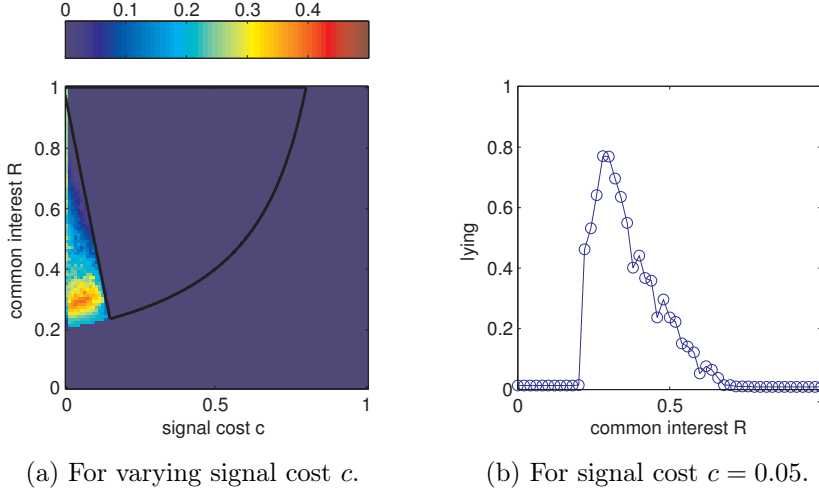 0 0.1 0.2 0.3 0.4
1
0.8
0.6
0.4
0.2
0
common interest R
0 0.5 1
signal cost c
(a) For varying signal cost c.
1
0.8
0.6
0.4
0.2
0
lying
0 0.5 1
common interest R
(b) For signal cost c = 0.05.